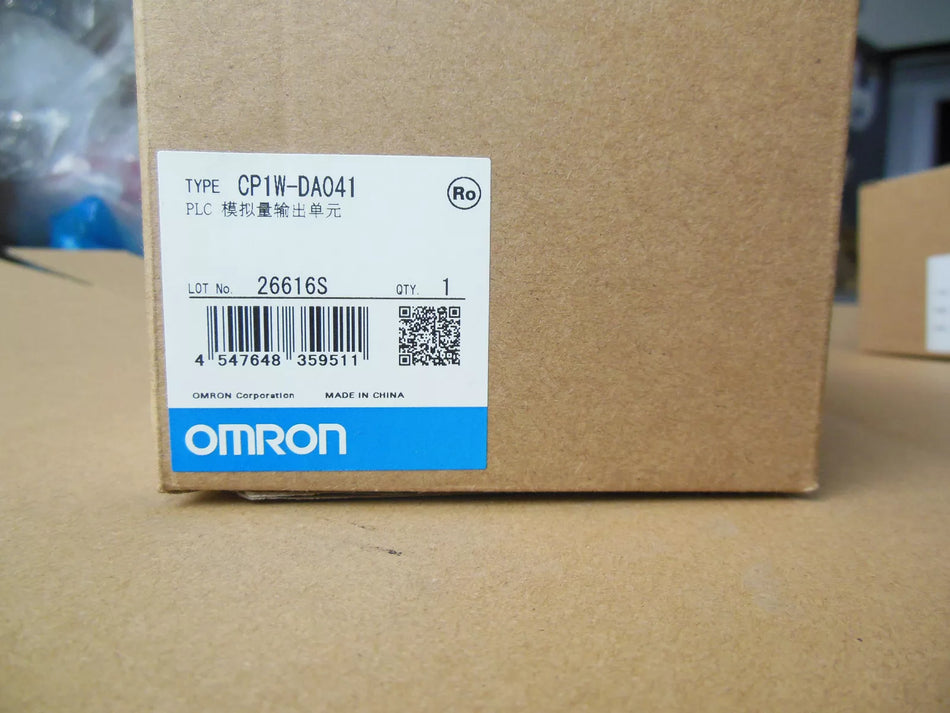 TYPE CP1W-DA041
Ro
PLC 模拟量输出单元
LOT No. 26616S QTY. 1
4 547648 359511
OMRON Corporation MADE IN CHINA
OMRON